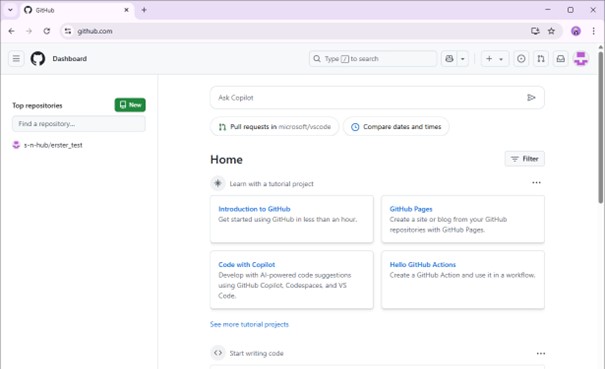 GitHub
github.com
Dashboard
Type / to search
Top repositories
New
Find a repository...
s-n-hub/erster_test
Ask Copilot
Pull requests in microsoft/vscode
Compare dates and times
Home
Filter
Learn with a tutorial project
Introduction to GitHub
Get started using GitHub in less than an hour.
GitHub Pages
Create a site or blog from your GitHub
repositories with GitHub Pages.
Code with Copilot
Develop with AI-powered code suggestions
using GitHub Copilot, Codespaces, and VS
Code.
Hello GitHub Actions
Create a GitHub Action and use it in a workflow.
See more tutorial projects
Start writing code